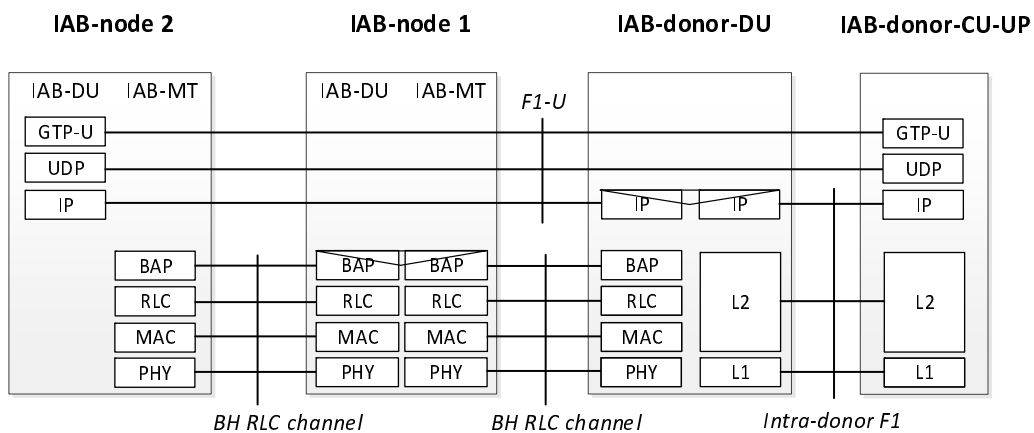 IAB-node 2 IAB-node 1 IAB-donor-DU IAB-donor-CU-UP
IAB-DU IAB-MT IAB-DU IAB-MT
F1-U
GTP-U GTP-U
UDP UDP
IP IP IP IP
BAP BAP BAP BAP
RLC RLC RLC RLC L2 L2
MAC MAC MAC MAC
PHY PHY PHY PHY L1 L1
BH RLC channel BH RLC channel Intra-donor F1